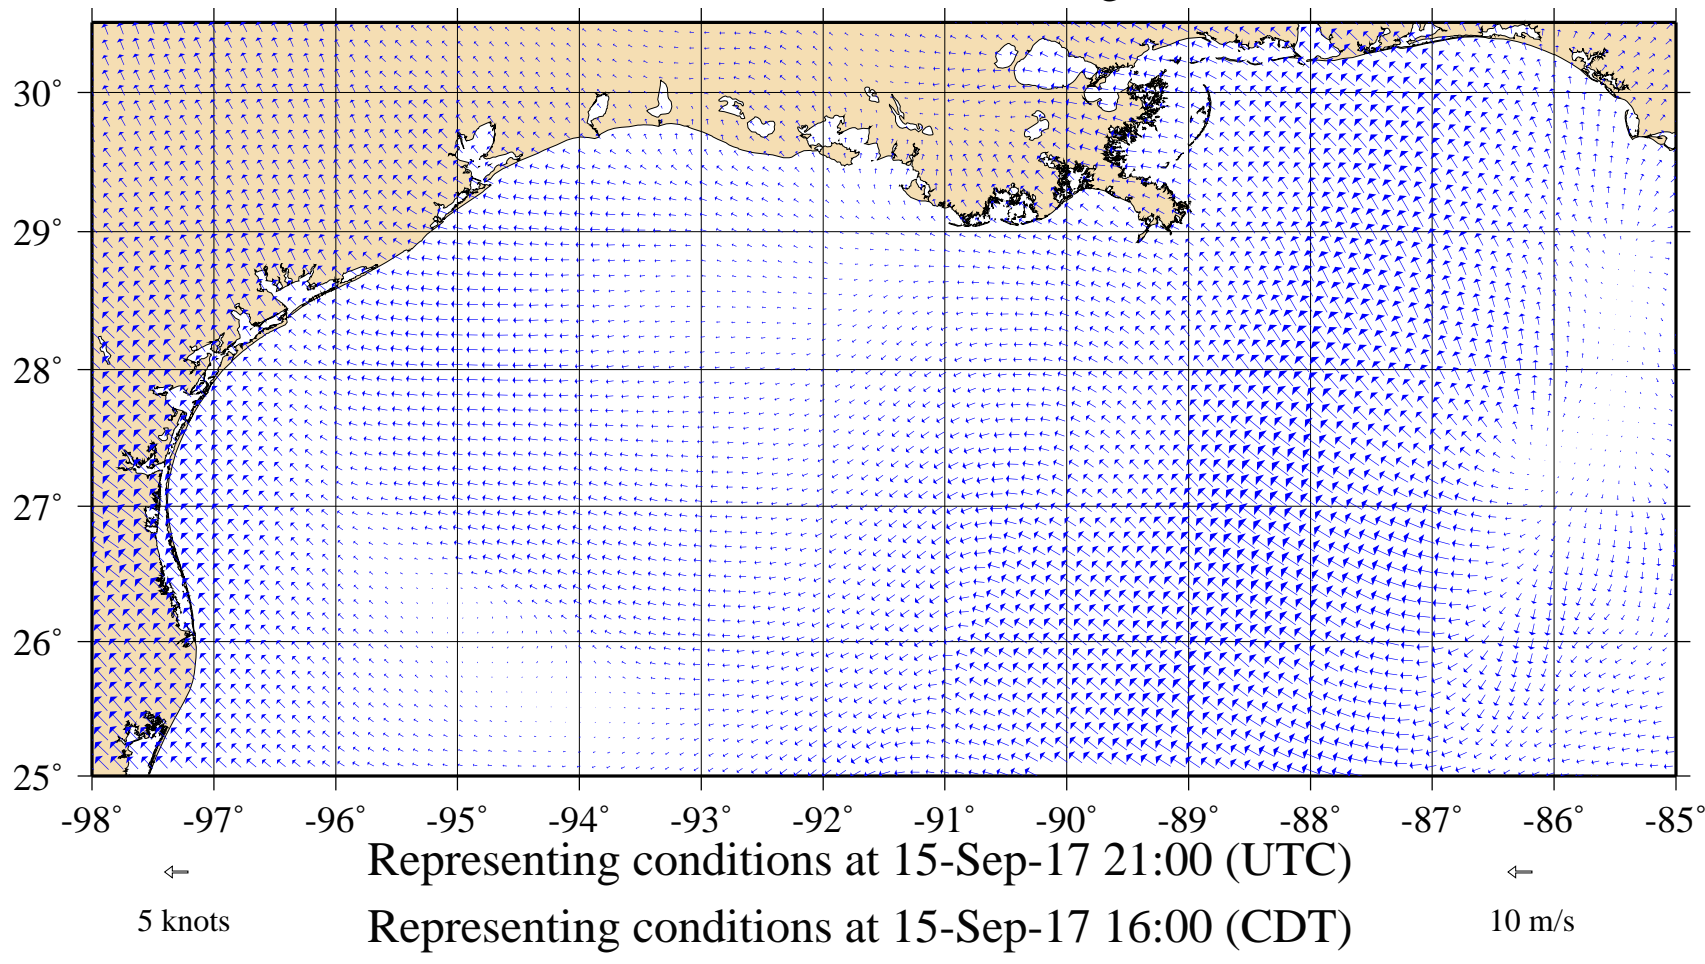 30°
29°
28°
27°
26°
25°
-98° -97° -96° -95° -94° -93° -92° -91° -90° -89° -88° -87° -86° -85°
Representing conditions at 15-Sep-17 21:00 (UTC)
5 knots
Representing conditions at 15-Sep-17 16:00 (CDT)
10 m/s